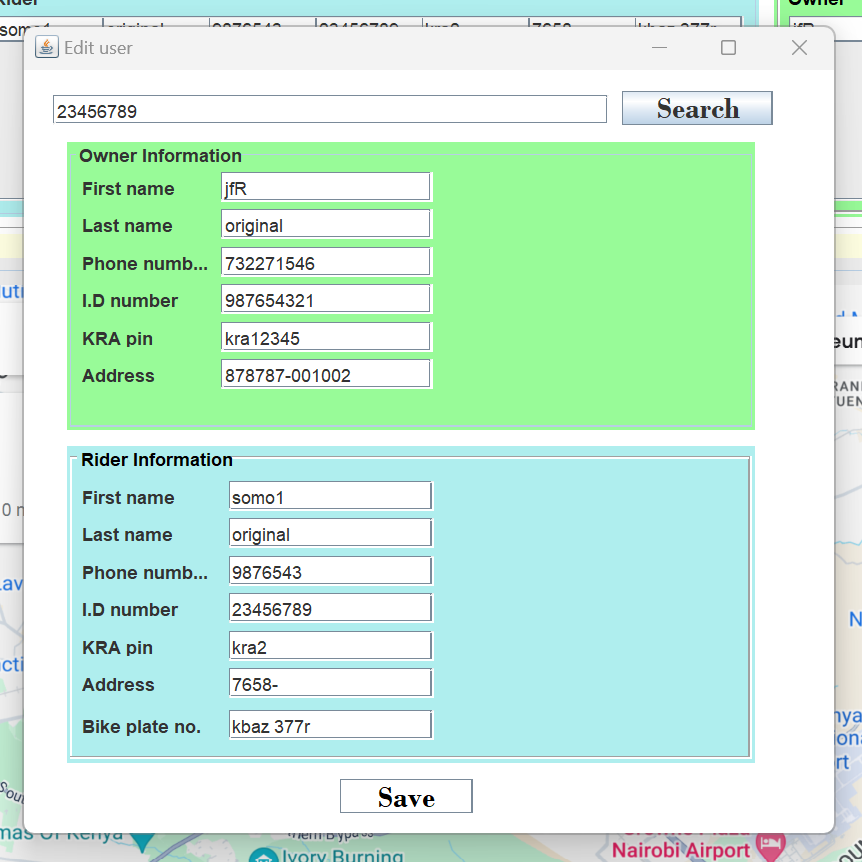 Owner
Edit user
23456789 Search
Owner Information
First name jfR
Last name original
Phone numb... 732271546
I.D number 987654321
KRA pin kra12345
Address 878787-001002
Rider Information
First name somo1
Last name original
Phone numb... 9876543
I.D number 23456789
KRA pin kra2
Address 7658-
Bike plate no. kbaz 377r
Save
Nairobi Airport
Ivory Burning